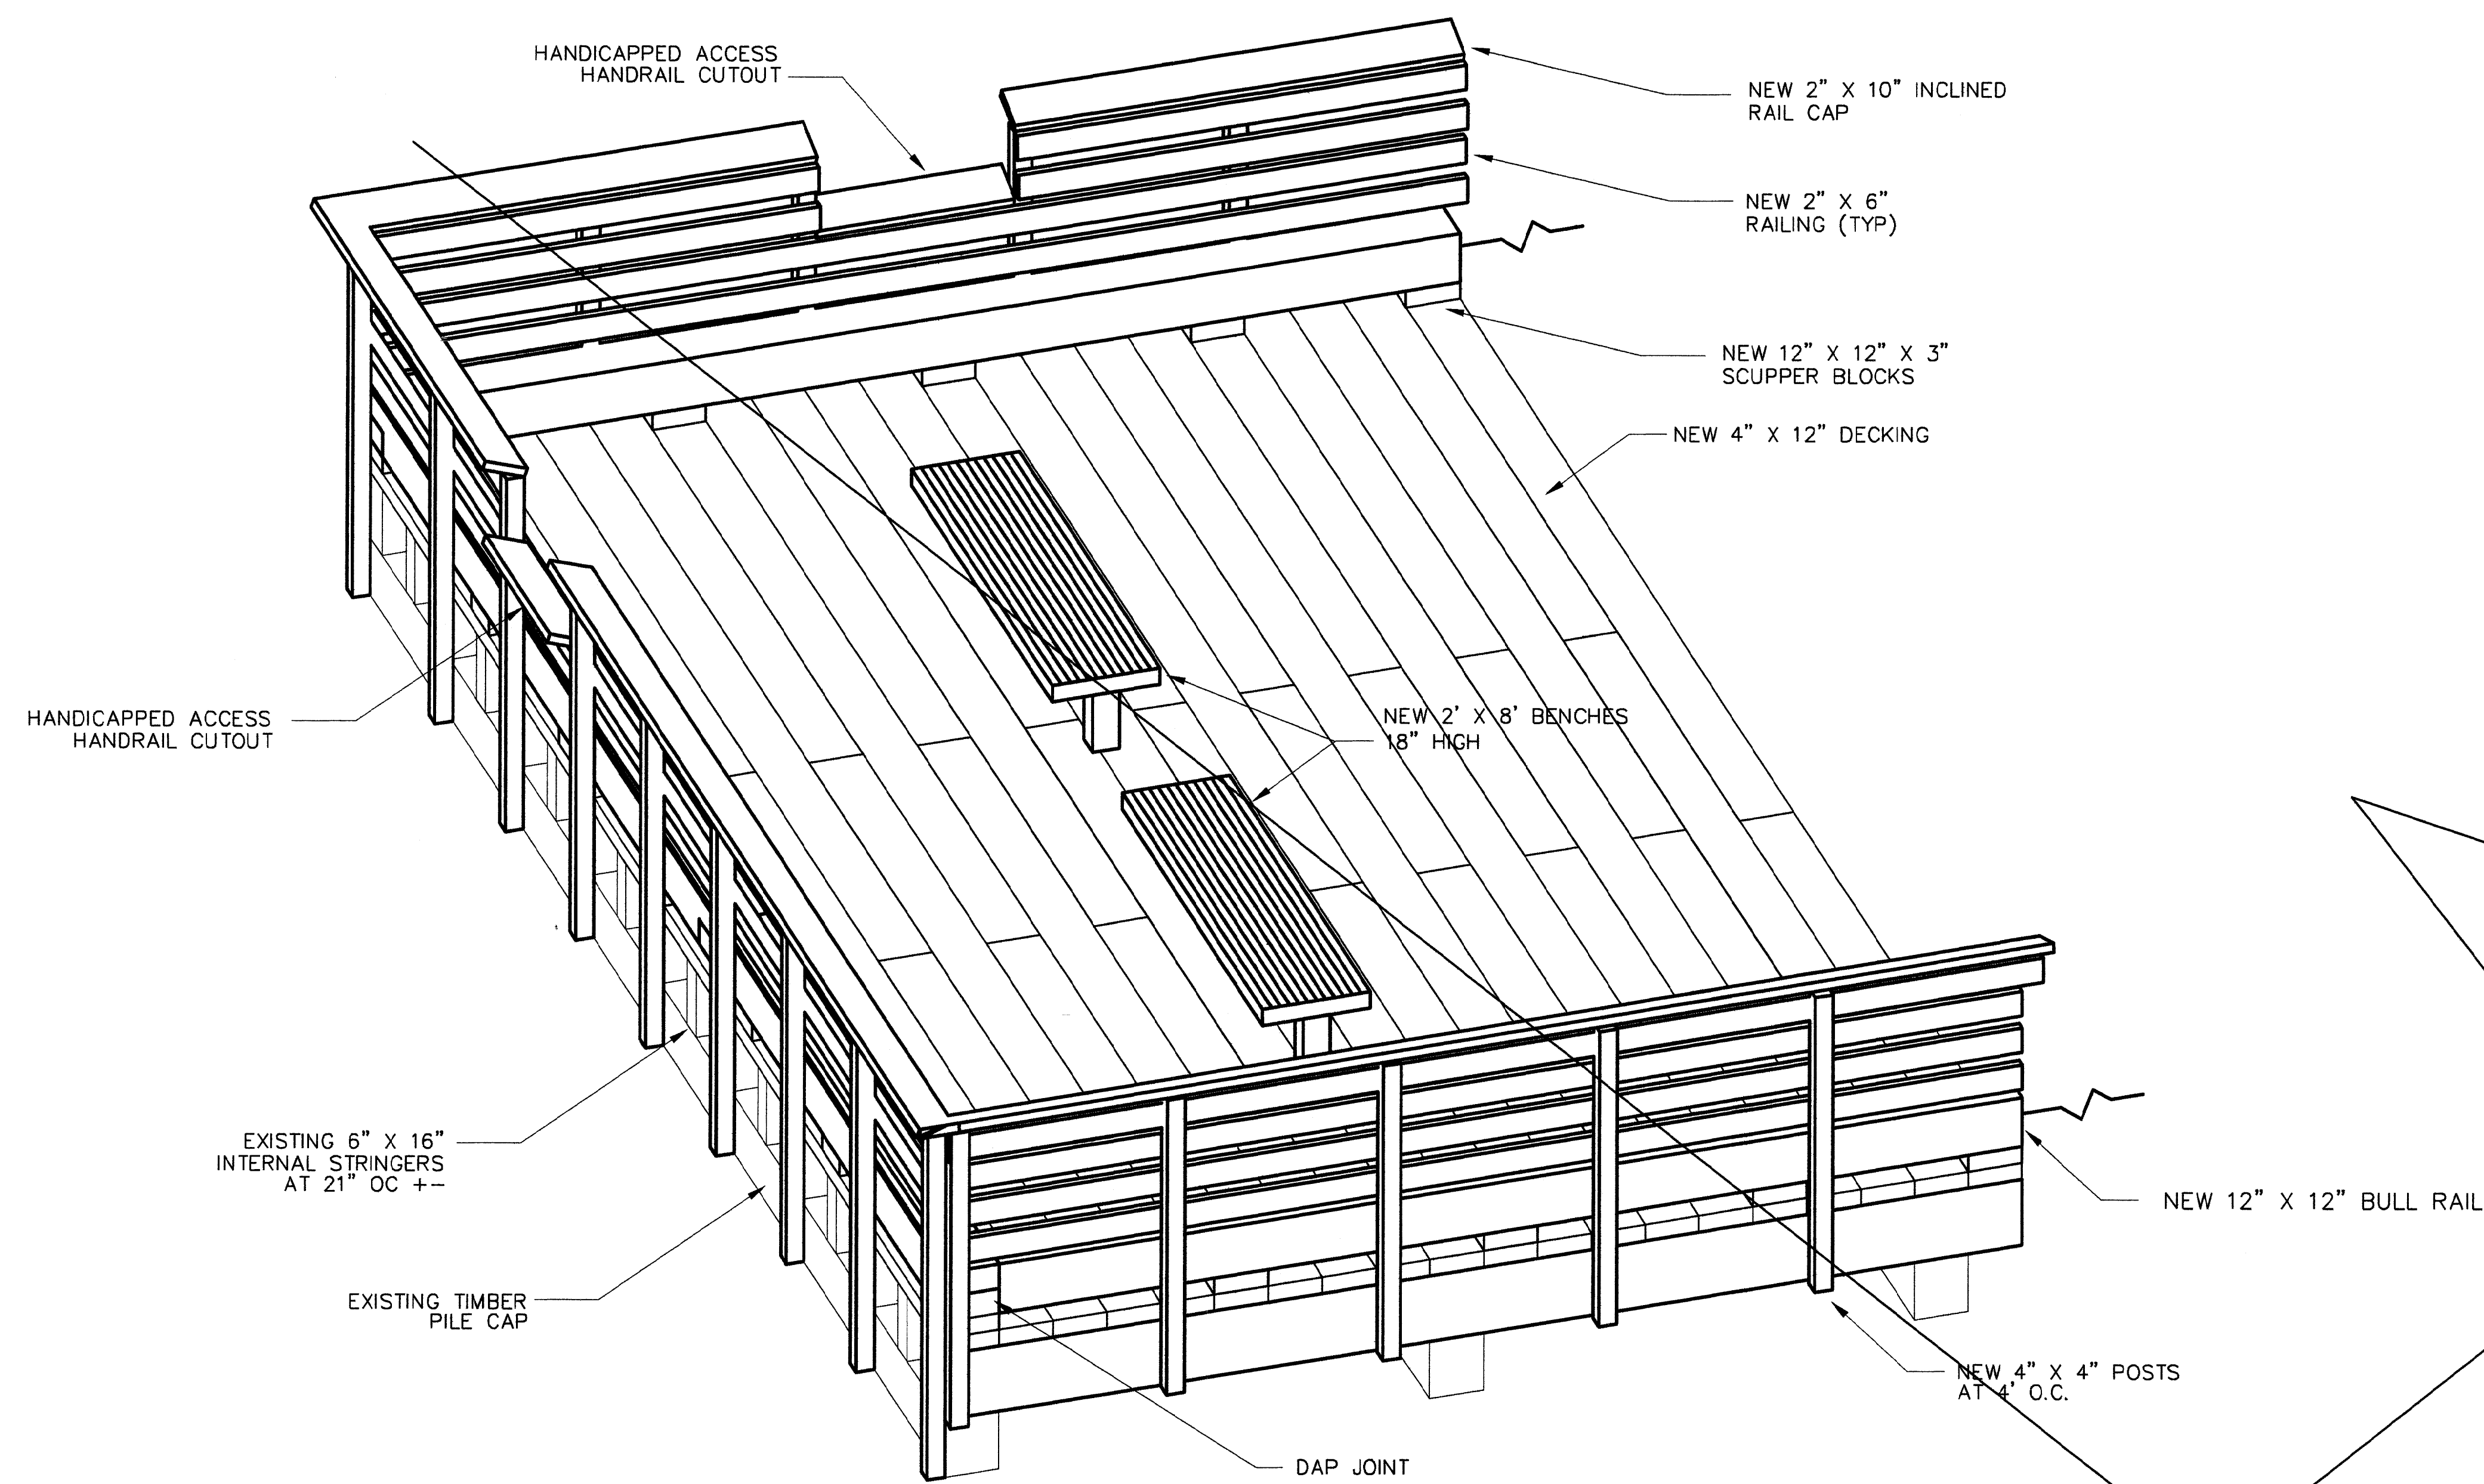 HANDICAPPED ACCESS
HANDRAIL CUTOUT
NEW 2" X 10" INCLINED
RAIL CAP
NEW 2" X 6"
RAILING (TYP)
NEW 12" X 12" X 3"
SCUPPER BLOCKS
NEW 4" X 12" DECKING
HANDICAPPED ACCESS
HANDRAIL CUTOUT
NEW 2' X 8' BENCHES
18" HIGH
EXISTING 6" X 16"
INTERNAL STRINGERS
AT 21" OC +-
NEW 12" X 12" BULL RAIL
EXISTING TIMBER
PILE CAP
NEW 4" X 4" POSTS
AT 4' O.C.
DAP JOINT